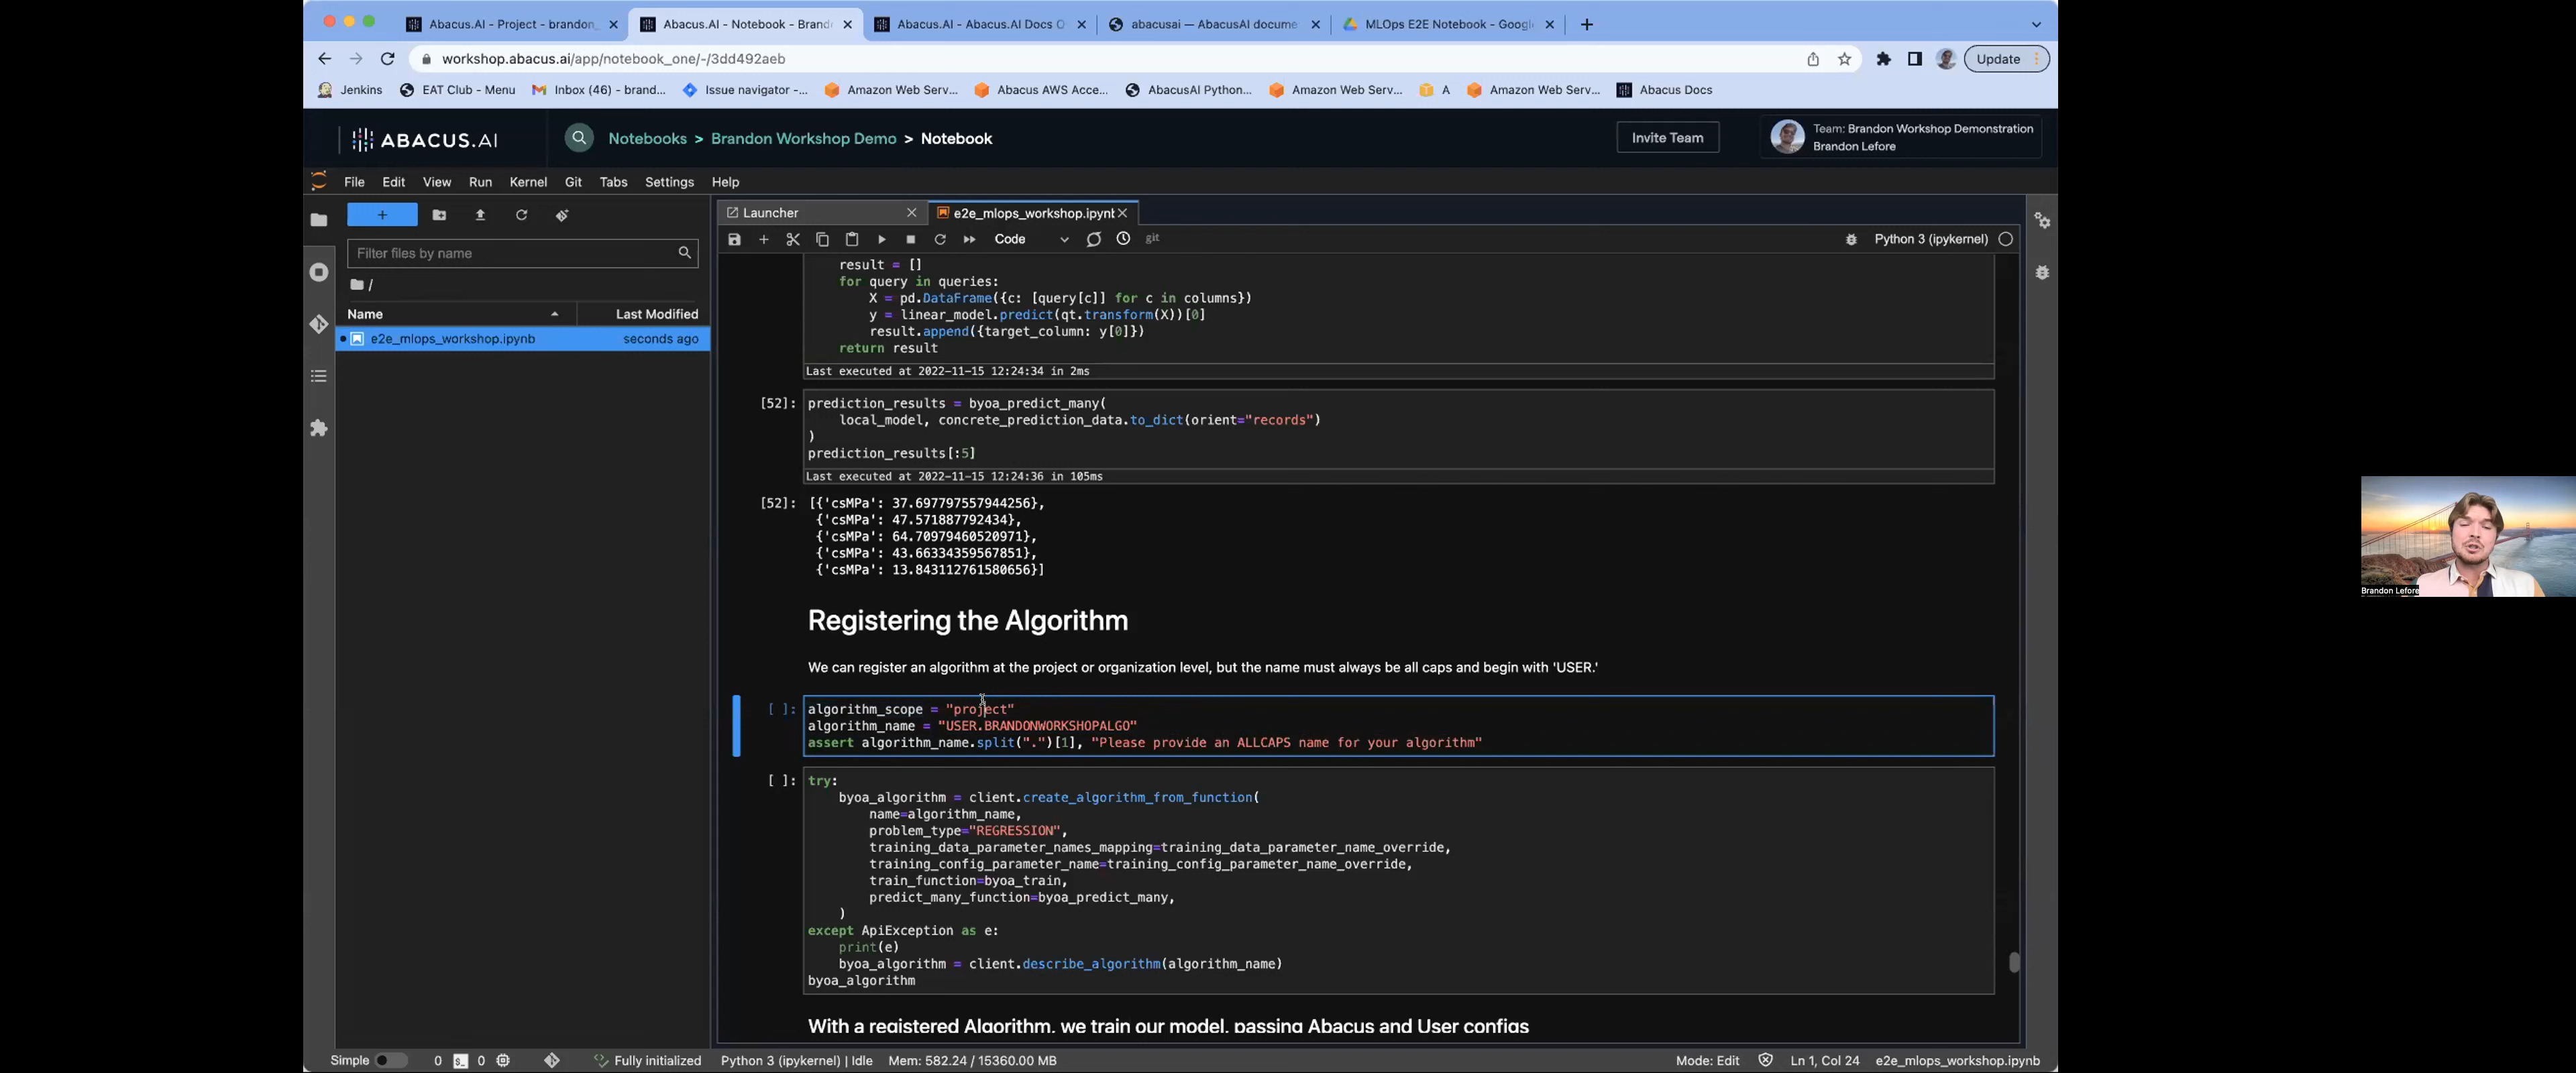 Abacus.AI - Project - brandon_
Abacus.AI - Notebook - Brand
Abacus.AI - Abacus.AI Docs O
abacusai — AbacusAI docume
MLOps E2E Notebook - Googl
workshop.abacus.ai/app/notebook_one/-/3dd492aeb
Update
Jenkins
EAT Club - Menu
Inbox (46) - brand...
Issue navigator -...
Amazon Web Serv...
Abacus AWS Acce...
AbacusAI Python...
Amazon Web Serv...
A
Amazon Web Serv...
Abacus Docs
ABACUS.AI
Notebooks > Brandon Workshop Demo > Notebook
Invite Team
Team: Brandon Workshop Demonstration
Brandon Lefore
File Edit View Run Kernel Git Tabs Settings Help
Filter files by name
/
Name Last Modified
e2e_mlops_workshop.ipynb seconds ago
Launcher
e2e_mlops_workshop.ipynb
Code
git
Python 3 (ipykernel)
result = []
for query in queries:
X = pd.DataFrame({c: [query[c]] for c in columns})
y = linear_model.predict(qt.transform(X))[0]
result.append({target_column: y[0]})
return result
Last executed at 2022-11-15 12:24:34 in 2ms
[52]: prediction_results = byoa_predict_many(
local_model, concrete_prediction_data.to_dict(orient="records")
)
prediction_results[:5]
Last executed at 2022-11-15 12:24:36 in 105ms
[52]: [{'csMPa': 37.697797557944256},
{'csMPa': 47.571887792434},
{'csMPa': 64.70979460520971},
{'csMPa': 43.66334359567851},
{'csMPa': 13.843112761580656}]
Registering the Algorithm
We can register an algorithm at the project or organization level, but the name must always be all caps and begin with 'USER.'
[ ]: algorithm_scope = "project"
algorithm_name = "USER.BRANDONWORKSHOPALGO"
assert algorithm_name.split(".")[1], "Please provide an ALLCAPS name for your algorithm"
[ ]: try:
byoa_algorithm = client.create_algorithm_from_function(
name=algorithm_name,
problem_type="REGRESSION",
training_data_parameter_names_mapping=training_data_parameter_name_override,
training_config_parameter_name=training_config_parameter_name_override,
train_function=byoa_train,
predict_many_function=byoa_predict_many,
)
except ApiException as e:
print(e)
byoa_algorithm = client.describe_algorithm(algorithm_name)
byoa_algorithm
With a registered Algorithm, we train our model, passing Abacus and User configs
Simple 0 0 Fully initialized Python 3 (ipykernel) | Idle Mem: 582.24 / 15360.00 MB
Mode: Edit Ln 1, Col 24 e2e_mlops_workshop.ipynb
Brandon Lefore